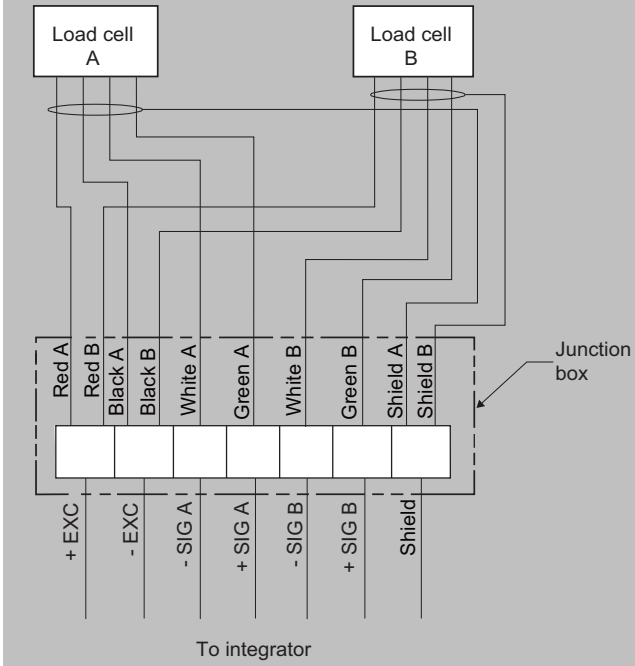 Load cell
A
Load cell
B
Junction
box
Red A
Red B
Black A
Black B
White A
Green A
White B
Green B
Shield A
Shield B
+ EXC
- EXC
- SIG A
+ SIG A
- SIG B
+ SIG B
Shield
To integrator